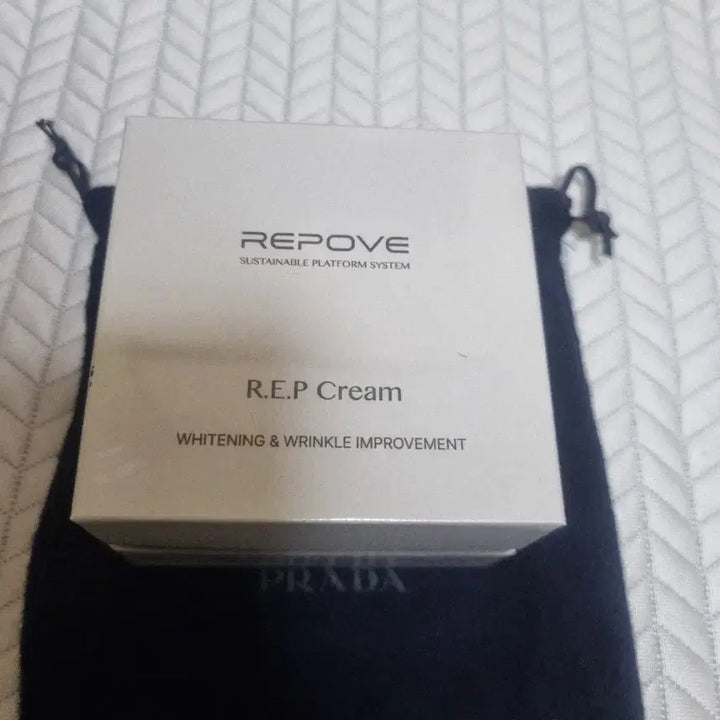 REPOVE
SUSTAINABLE PLATFORM SYSTEM
R.E.P Cream
WHITENING & WRINKLE IMPROVEMENT
PRADA